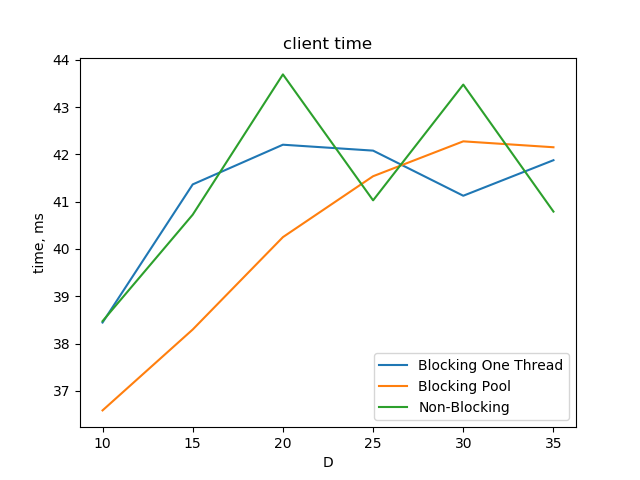 client time
time, ms
44
43
42
41
40
39
38
37
10 15 20 25 30 35
D
Blocking One Thread
Blocking Pool
Non-Blocking